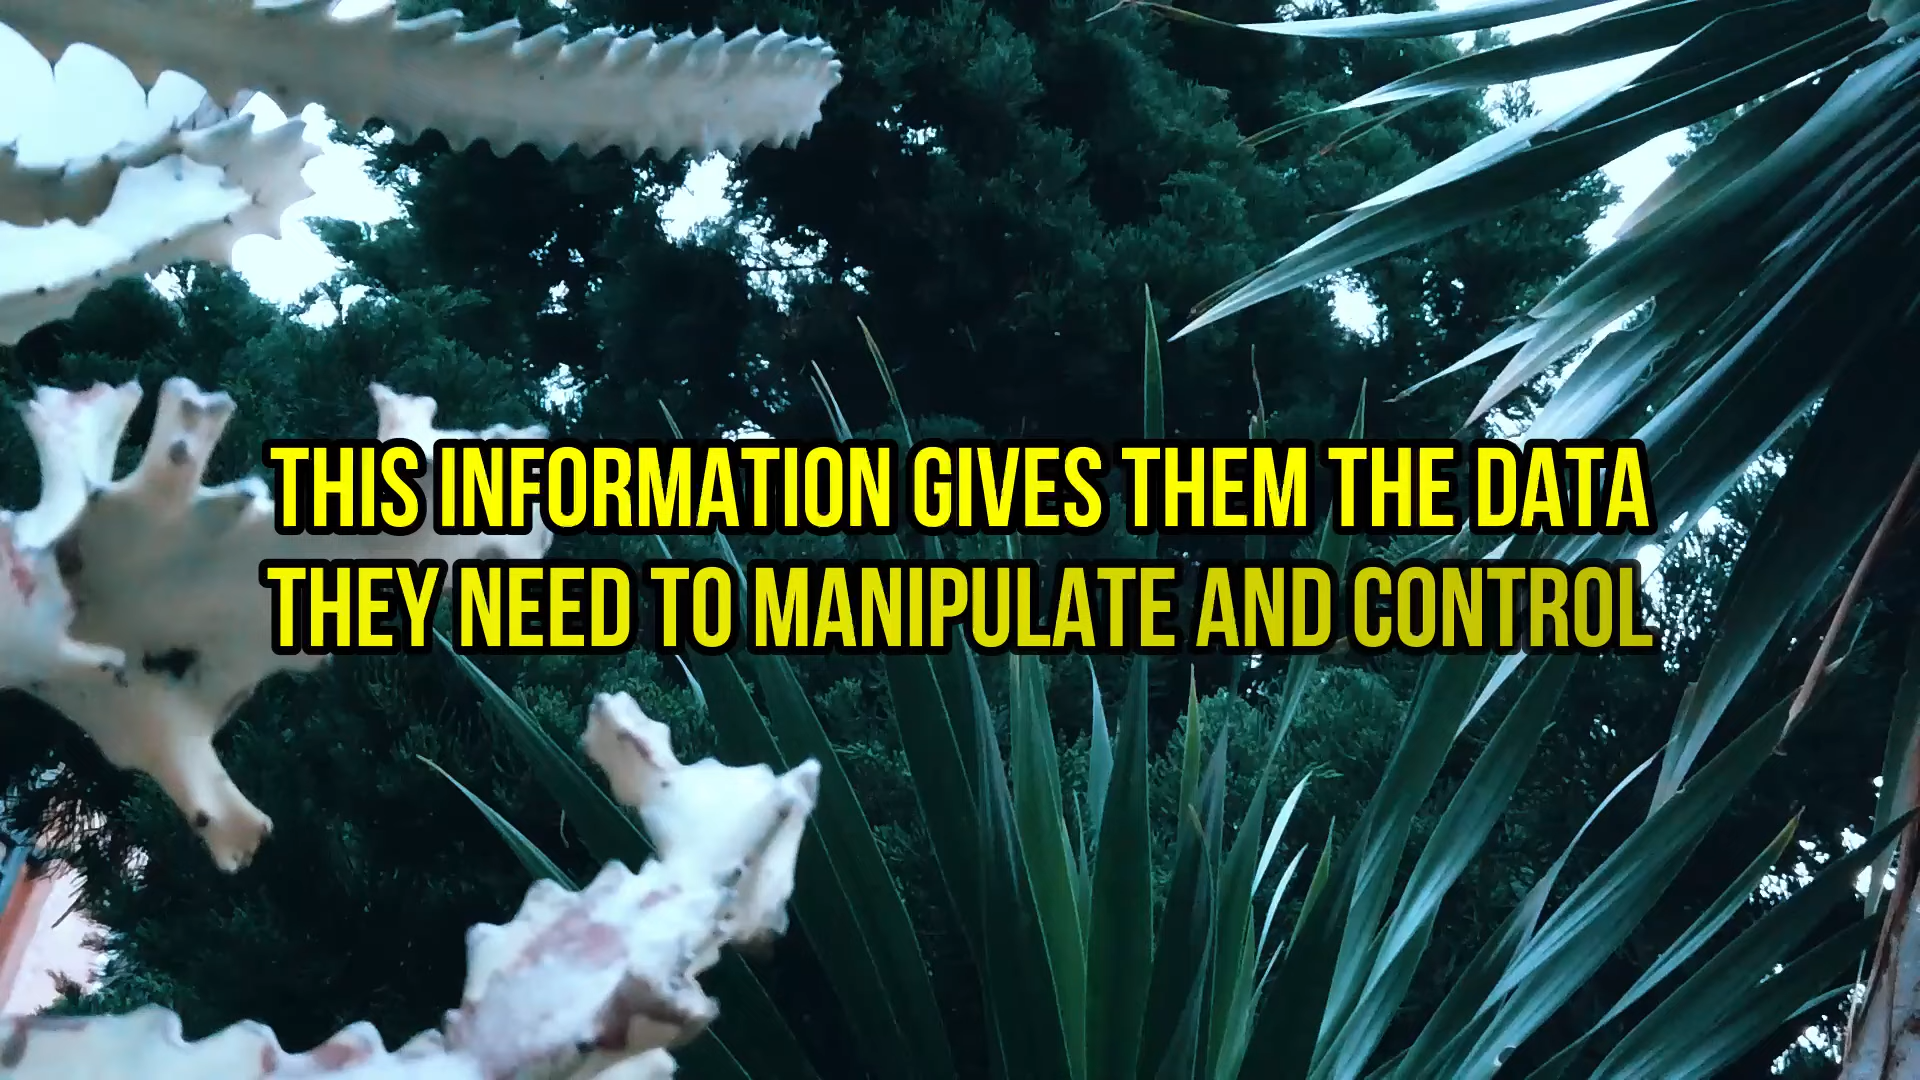 THIS INFORMATION GIVES THEM THE DATA
THEY NEED TO MANIPULATE AND CONTROL